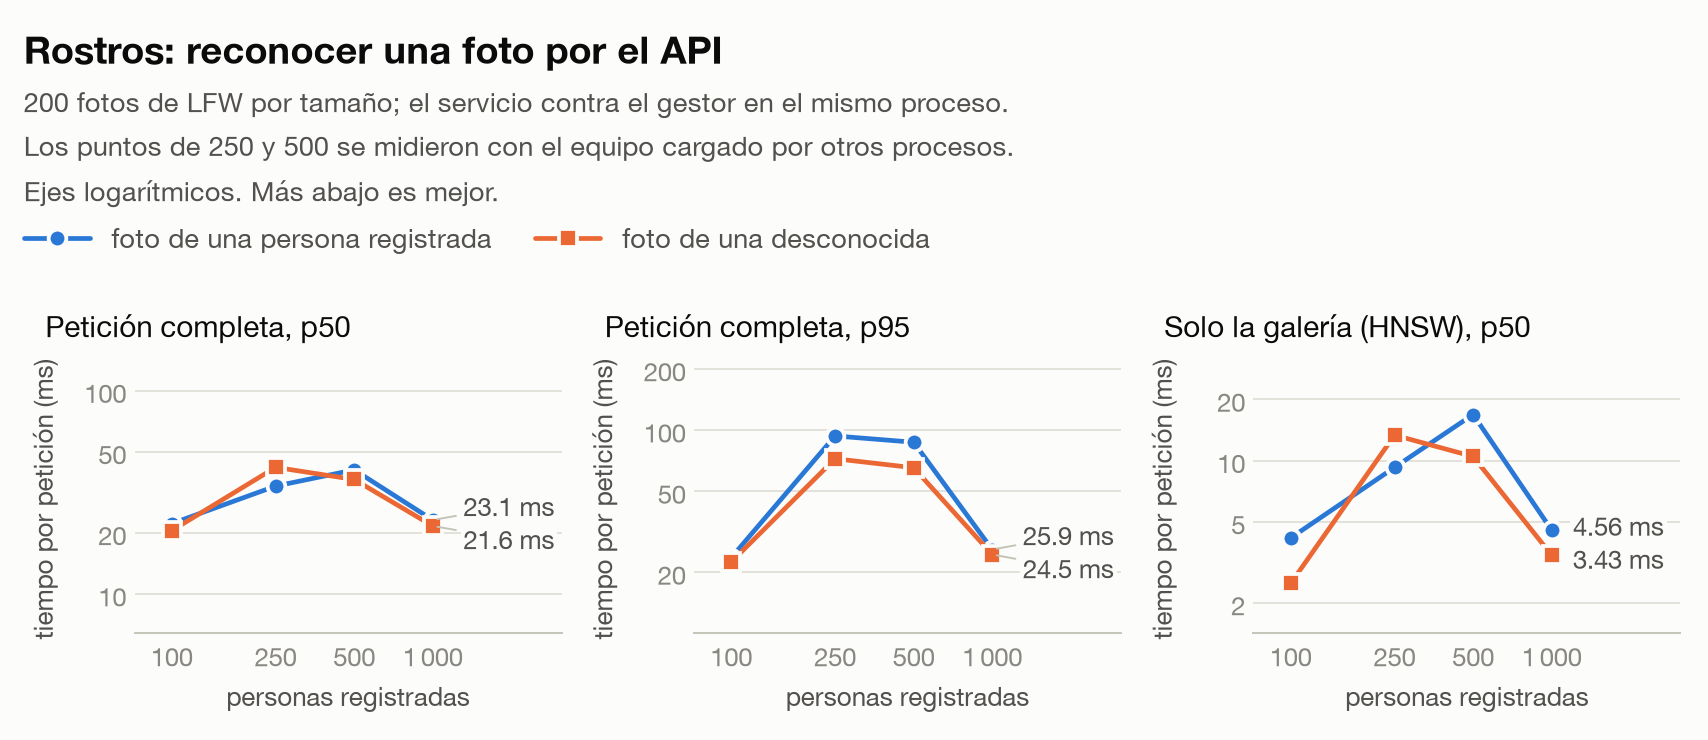 Rostros: reconocer una foto por el API
200 fotos de LFW por tamaño; el servicio contra el gestor en el mismo proceso.
Los puntos de 250 y 500 se midieron con el equipo cargado por otros procesos.
Ejes logarítmicos. Más abajo es mejor.
foto de una persona registrada
foto de una desconocida
Petición completa, p50
tiempo por petición (ms)
100
50
20
10
23.1 ms
21.6 ms
100 250 500 1 000
personas registradas
Petición completa, p95
tiempo por petición (ms)
200
100
50
20
25.9 ms
24.5 ms
100 250 500 1 000
personas registradas
Solo la galería (HNSW), p50
tiempo por petición (ms)
20
10
5
2
4.56 ms
3.43 ms
100 250 500 1 000
personas registradas